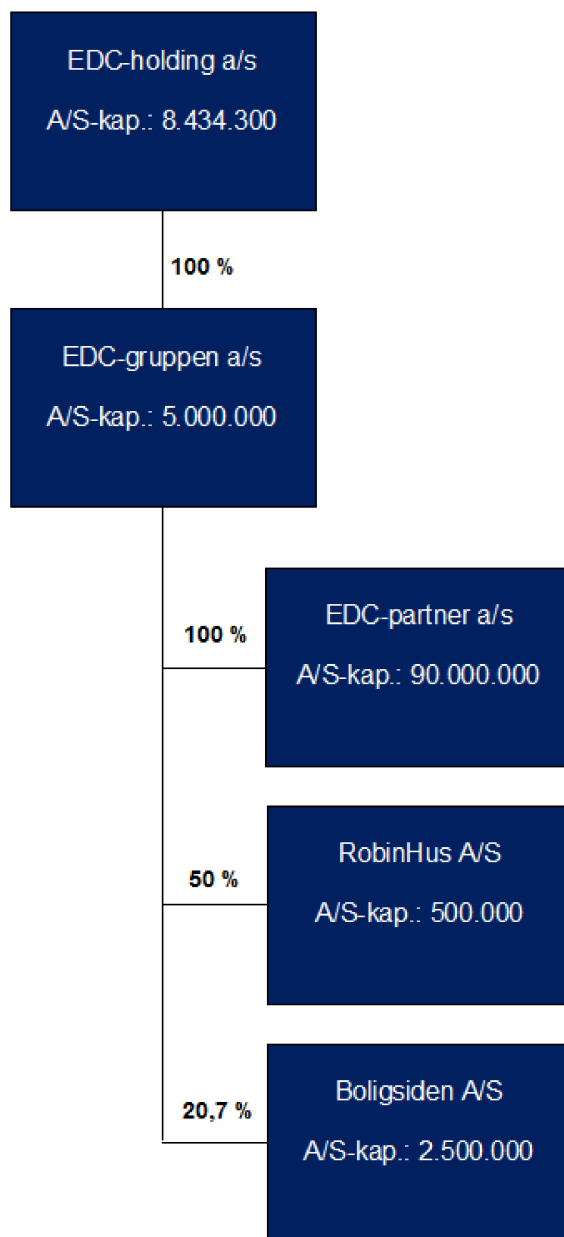 EDC-holding a/s
A/S-kap.: 8.434.300
100 %
EDC-gruppen a/s
A/S-kap.: 5.000.000
EDC-partner a/s
100 %
A/S-kap.: 90.000.000
RobinHus A/S
50 %
A/S-kap.: 500.000
Boligsiden A/S
20,7 %
A/S-kap.: 2.500.000